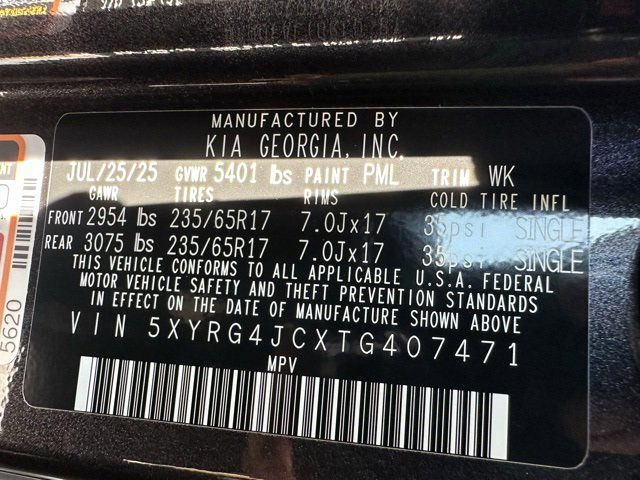 MANUFACTURED BY
KIA GEORGIA, INC.
JUL/25/25 GVWR 5401 lbs PAINT PML TRIM WK
GAWR TIRES RIMS COLD TIRE INFL
FRONT 2954 lbs 235/65R17 7.0Jx17 35psi SINGLE
REAR 3075 lbs 235/65R17 7.0Jx17 35psi SINGLE
THIS VEHICLE CONFORMS TO ALL APPLICABLE U.S.A. FEDERAL
MOTOR VEHICLE SAFETY AND THEFT PREVENTION STANDARDS
IN EFFECT ON THE DATE OF MANUFACTURE SHOWN ABOVE
VIN 5XYRG4JCXTG407471
MPV
5620